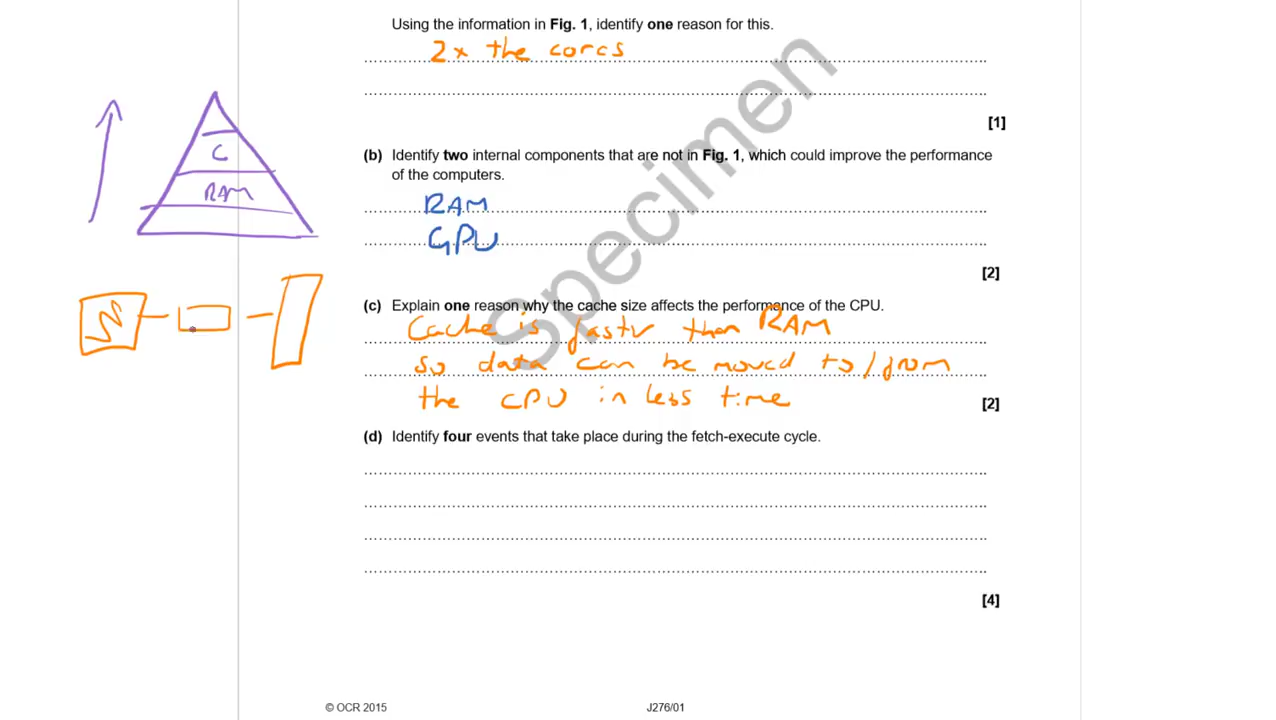 Using the information in Fig. 1, identify one reason for this.
2x the cores
[1]
C
RAM
(b) Identify two internal components that are not in Fig. 1, which could improve the performance
of the computers.
RAM
GPU
[2]
(c) Explain one reason why the cache size affects the performance of the CPU.
Cache is faster than RAM
so data can be moved to/from
the CPU in less time
[2]
(d) Identify four events that take place during the fetch-execute cycle.
[4]
Specimen
© OCR 2015 J276/01